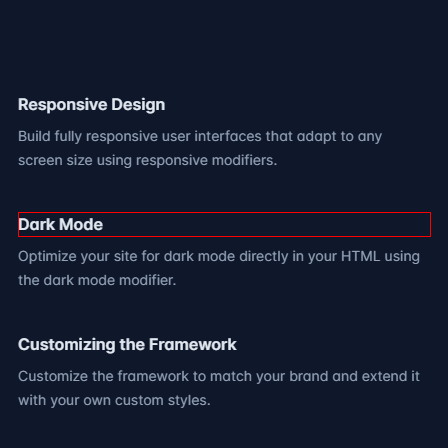 Responsive Design
Build fully responsive user interfaces that adapt to any
screen size using responsive modifiers.
Dark Mode
Optimize your site for dark mode directly in your HTML using
the dark mode modifier.
Customizing the Framework
Customize the framework to match your brand and extend it
with your own custom styles.